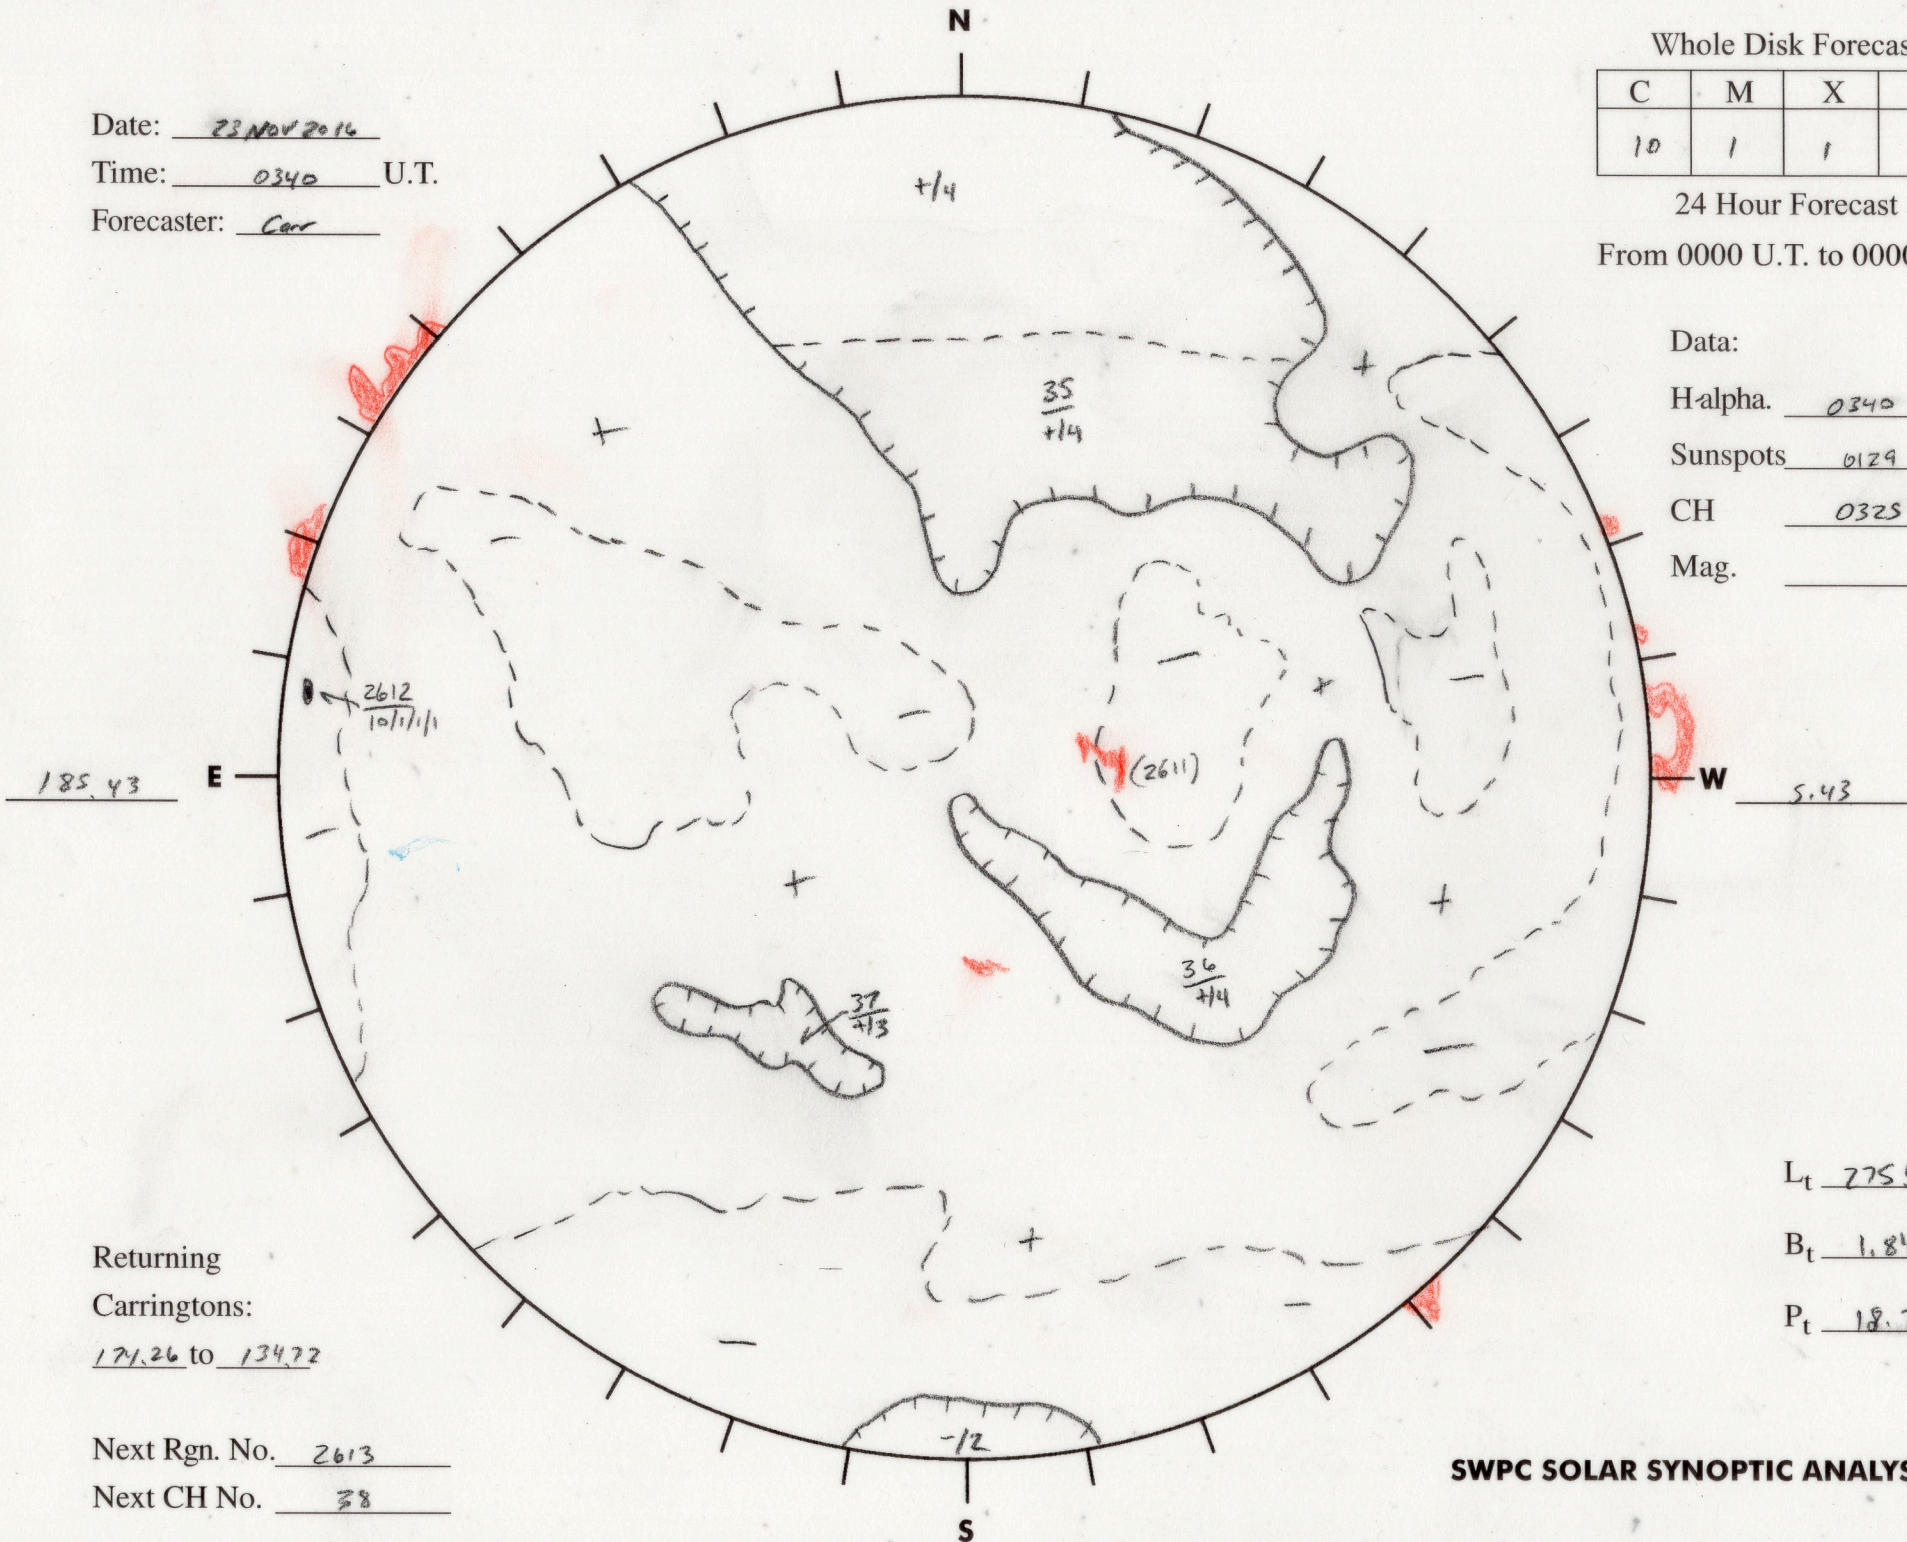 N
Whole Disk Forecas
C M X
10 1 1
24 Hour Forecast
From 0000 U.T. to 0000
Date: 23 Nov 2016
Time: 0340 U.T.
Forecaster: Carr
+/4
Data:
H-alpha. 0340
Sunspots 0129
CH 0325
Mag.
+
35
+/4
+
−
2612
10/1/1/1
−
−
+
−
(2611)
185.43
E
W
5.43
−
+
+
36
+/4
37
+/3
−
Lt 275
+
Bt 1.8
−
−
Pt 18.
−
Returning
Carringtons:
174.26 to 134.72
-/2
Next Rgn. No. 2613
Next CH No. 38
SWPC SOLAR SYNOPTIC ANALYS
S